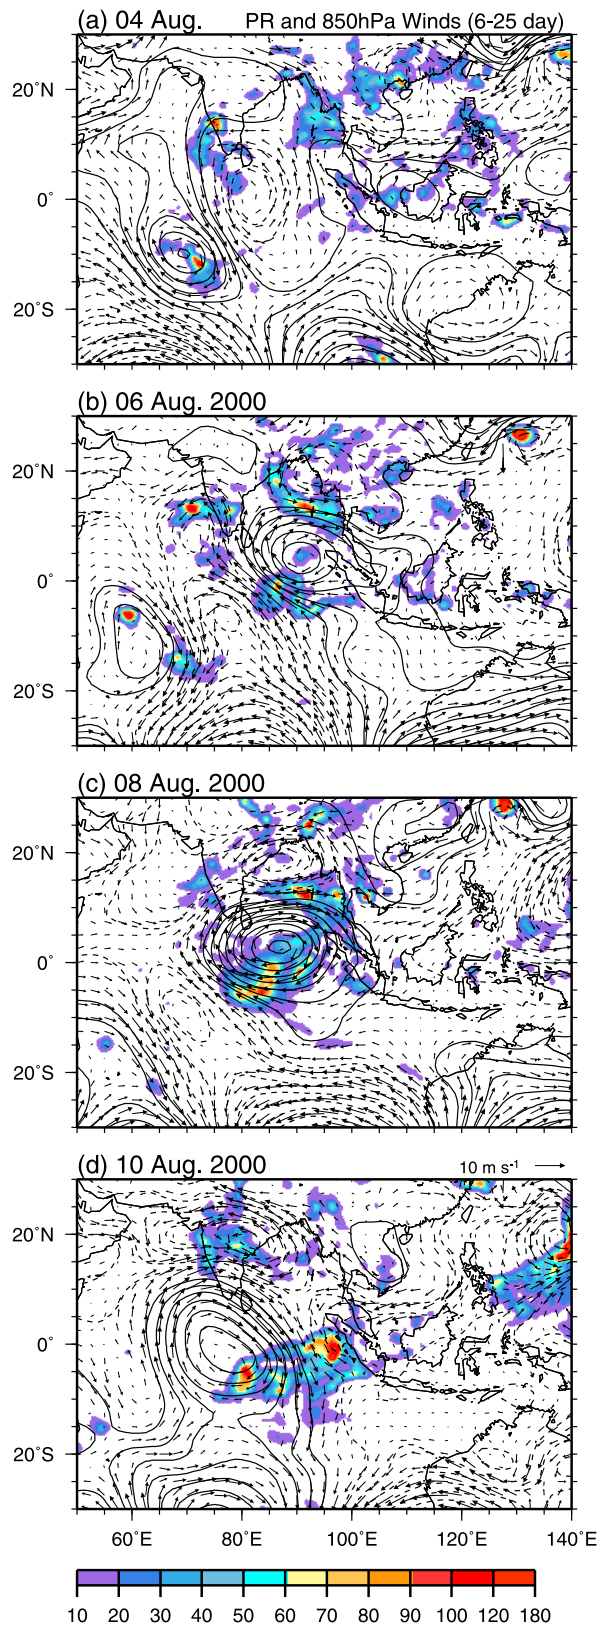 (a) 04 Aug. PR and 850hPa Winds (6-25 day)
20°N
0°
20°S
(b) 06 Aug. 2000
20°N
0°
20°S
(c) 08 Aug. 2000
20°N
0°
20°S
(d) 10 Aug. 2000 10 m s-1
20°N
0°
20°S
60°E 80°E 100°E 120°E 140°E
10 20 30 40 50 60 70 80 90 100 120 180